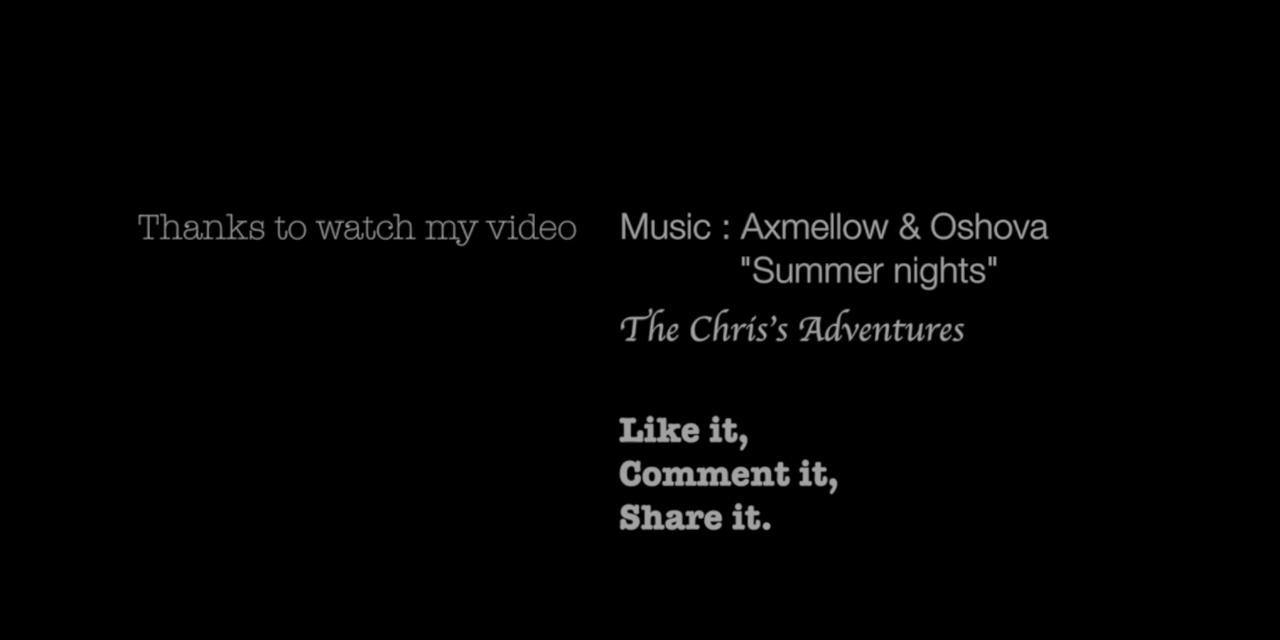 Thanks to watch my video
Music : Axmellow & Oshova
"Summer nights"
The Chris's Adventures
Like it,
Comment it,
Share it.